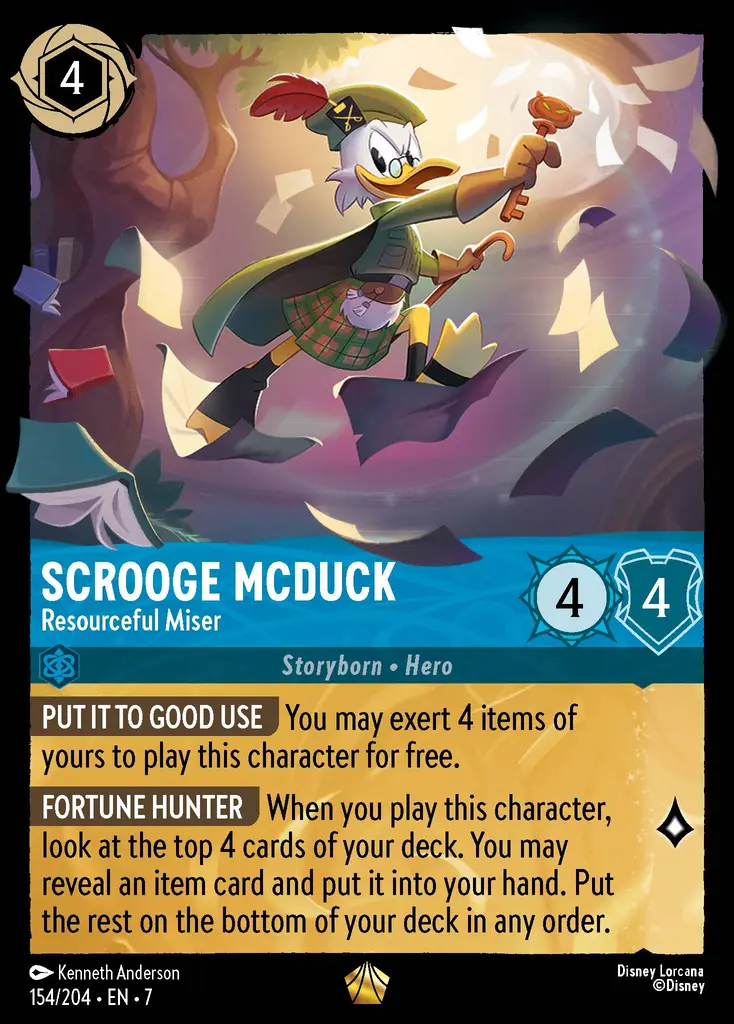 4
SCROOGE MCDUCK
Resourceful Miser
4
4
Storyborn • Hero
PUT IT TO GOOD USE You may exert 4 items of
yours to play this character for free.
FORTUNE HUNTER When you play this character,
look at the top 4 cards of your deck. You may
reveal an item card and put it into your hand. Put
the rest on the bottom of your deck in any order.
Kenneth Anderson
154/204 • EN • 7
Disney Lorcana
©Disney